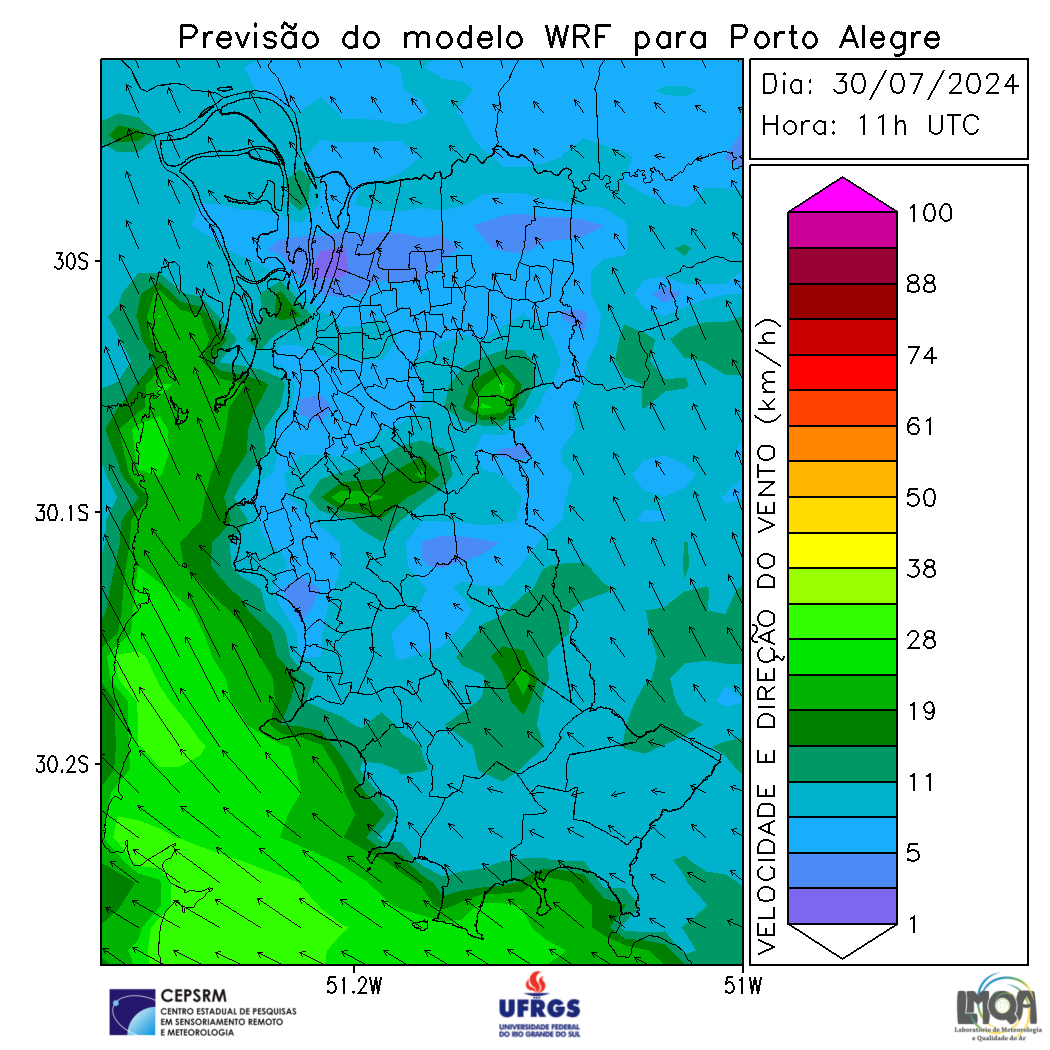 Previsão do modelo WRF para Porto Alegre
Dia: 30/07/2024
Hora: 11h UTC
30S
30.1S
30.2S
51.2W
51W
VELOCIDADE E DIREÇÃO DO VENTO (km/h)
100
88
74
61
50
38
28
19
11
5
1
CEPSRM
CENTRO ESTADUAL DE PESQUISAS
EM SENSORIAMENTO REMOTO
E METEOROLOGIA
UFRGS
UNIVERSIDADE FEDERAL
DO RIO GRANDE DO SUL
LMQA
Laboratório de Meteorologia
e Qualidade do Ar